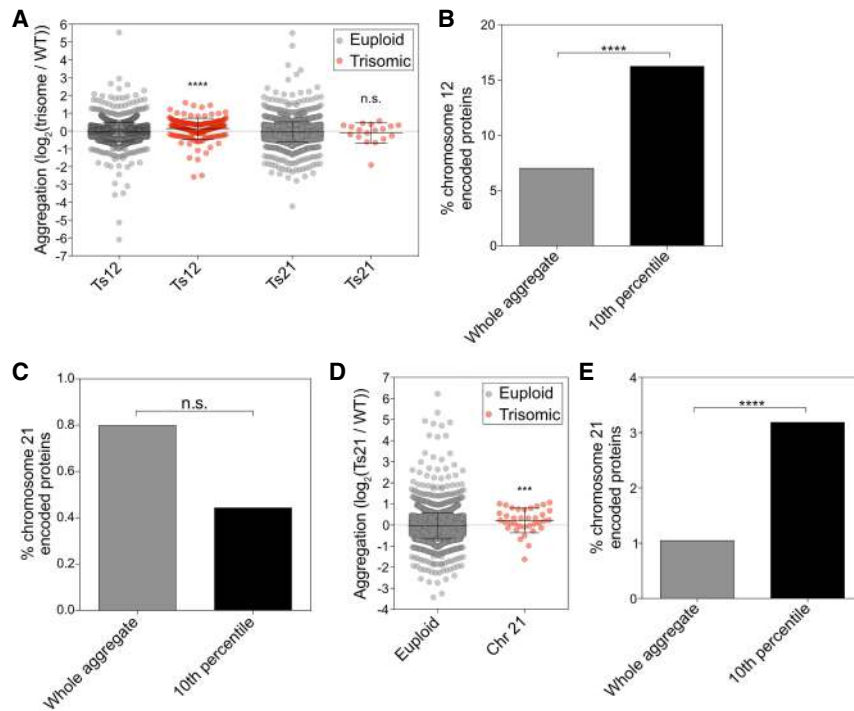 A
Aggregation (log2(trisome / WT))
6
5
4
3
2
1
0
-1
-2
-3
-4
-5
-6
-7
Euploid
Trisomic
****
n.s.
Ts12
Ts12
Ts21
Ts21
B
% chromosome 12
encoded proteins
20
15
10
5
0
****
Whole aggregate
10th percentile
C
% chromosome 21
encoded proteins
1.0
0.8
0.6
0.4
0.2
0.0
n.s.
Whole aggregate
10th percentile
D
Aggregation (log2(Ts21 / WT))
7
6
5
4
3
2
1
0
-1
-2
-3
-4
Euploid
Trisomic
***
Euploid
Chr 21
E
% chromosome 21
encoded proteins
4
3
2
1
0
****
Whole aggregate
10th percentile